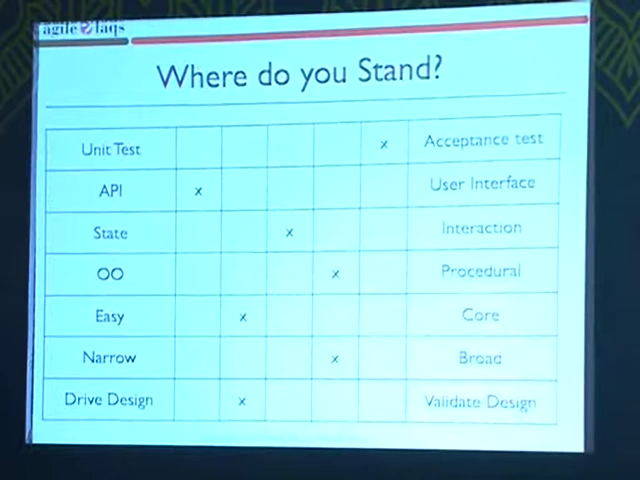 agile faqs
Where do you Stand?
Unit Test x Acceptance test
API x User Interface
State x Interaction
OO x Procedural
Easy x Core
Narrow x Broad
Drive Design x Validate Design